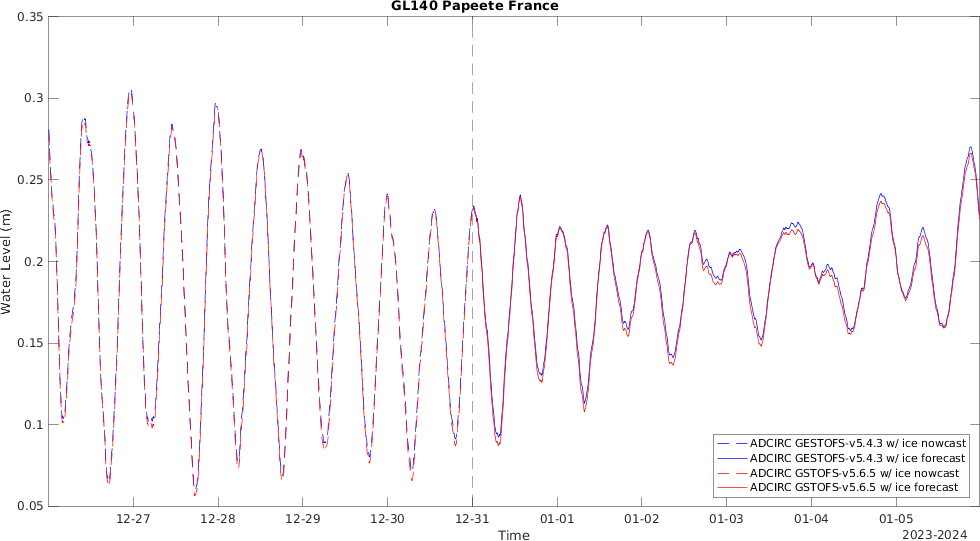 GL140 Papeete France
0.35
0.3
0.25
0.2
0.15
0.1
0.05
Water Level (m)
12-27 12-28 12-29 12-30 12-31 01-01 01-02 01-03 01-04 01-05
Time
2023-2024
ADCIRC GESTOFS-v5.4.3 w/ ice nowcast
ADCIRC GESTOFS-v5.4.3 w/ ice forecast
ADCIRC GSTOFS-v5.6.5 w/ ice nowcast
ADCIRC GSTOFS-v5.6.5 w/ ice forecast